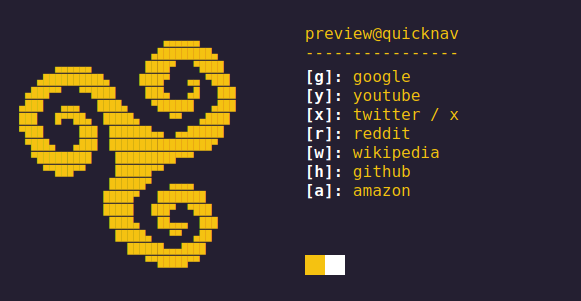 preview@quicknav
----------------
[g]: google
[y]: youtube
[x]: twitter / x
[r]: reddit
[w]: wikipedia
[h]: github
[a]: amazon